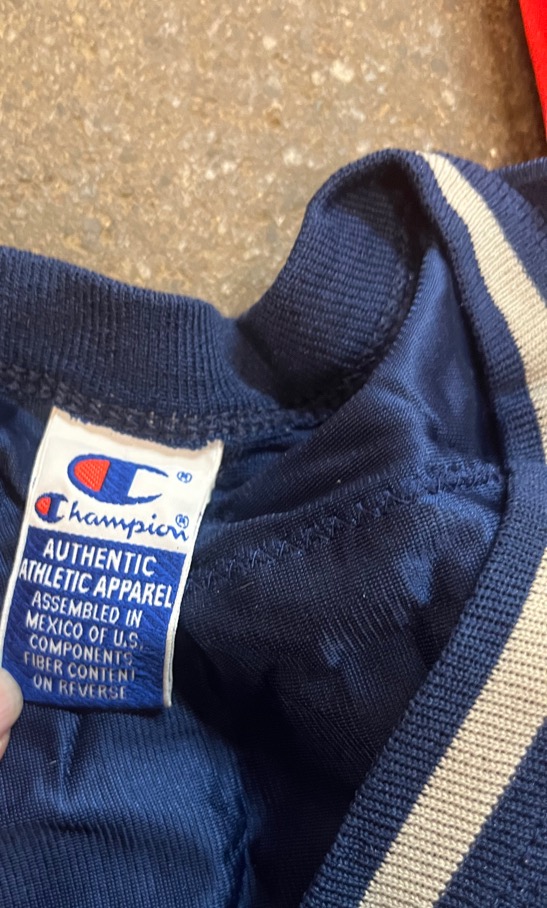 Champion®
AUTHENTIC
ATHLETIC APPAREL
ASSEMBLED IN
MEXICO OF U.S.
COMPONENTS
FIBER CONTENT
ON REVERSE